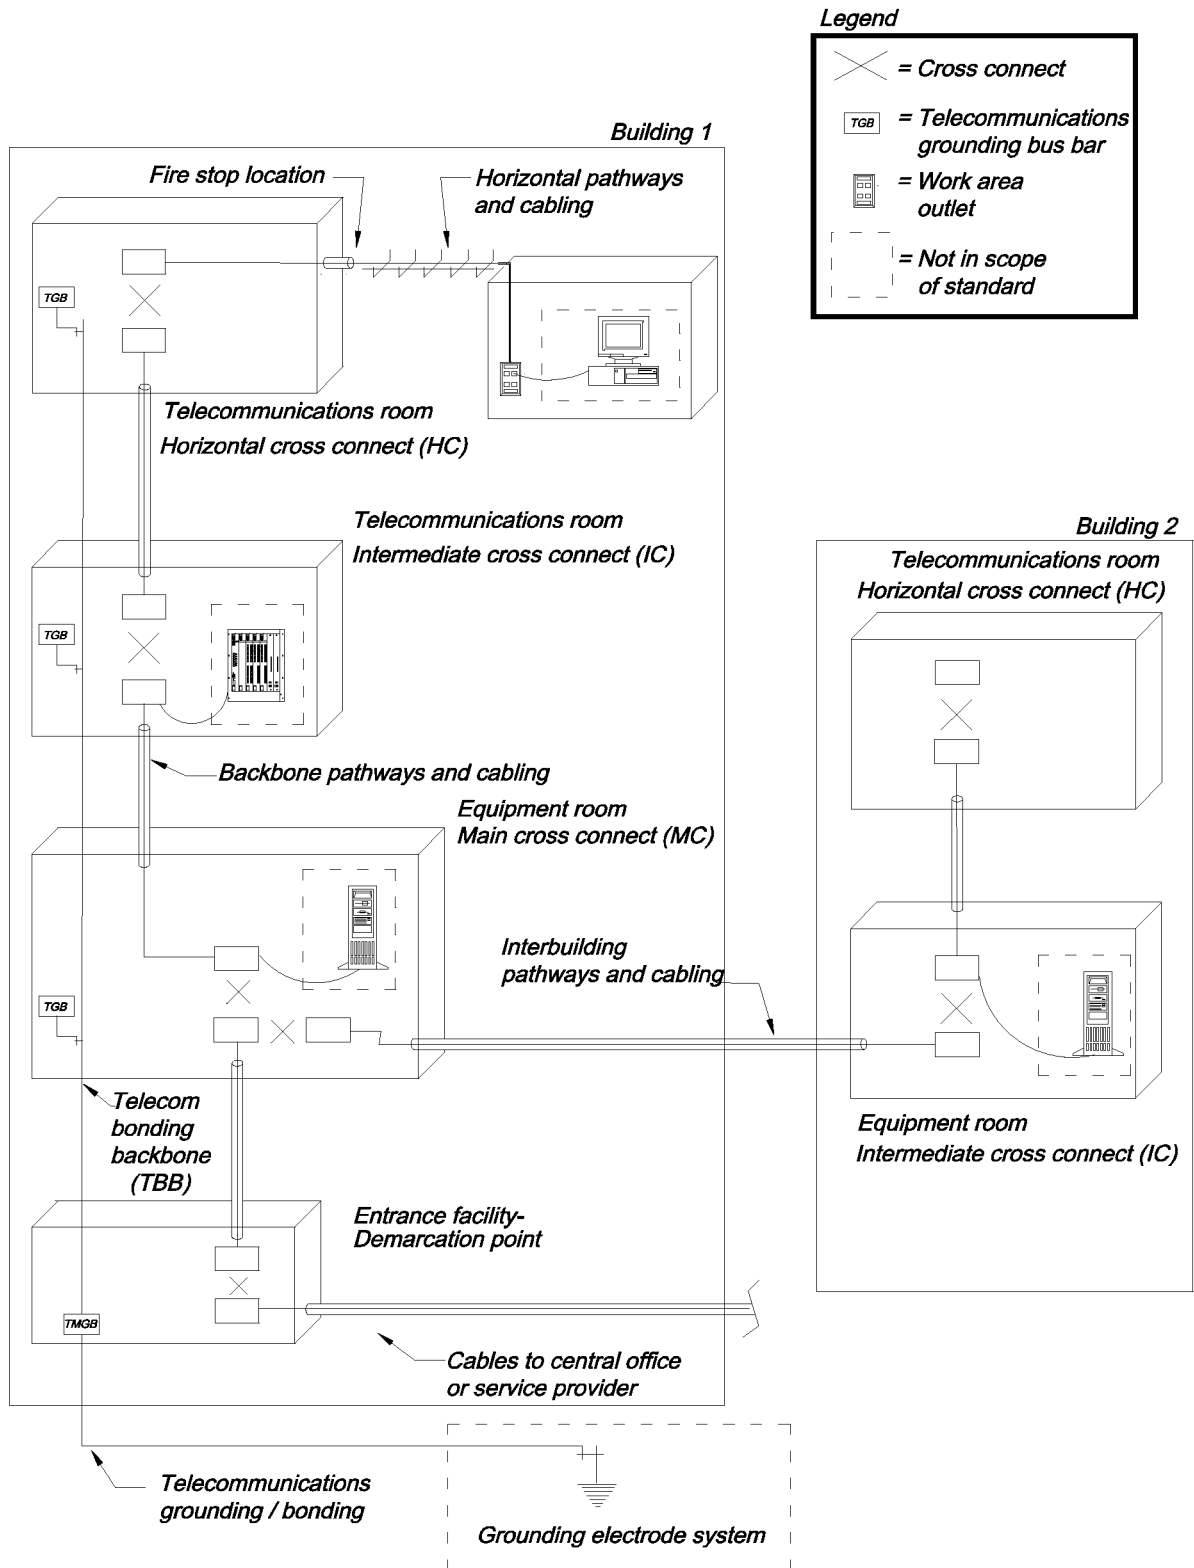 Legend
= Cross connect
TGB
= Telecommunications
grounding bus bar
= Work area
outlet
= Not in scope
of standard
Building 1
Fire stop location
Horizontal pathways
and cabling
TGB
Telecommunications room
Horizontal cross connect (HC)
Telecommunications room
Intermediate cross connect (IC)
TGB
Backbone pathways and cabling
Equipment room
Main cross connect (MC)
TGB
Interbuilding
pathways and cabling
Telecom
bonding
backbone
(TBB)
Entrance facility-
Demarcation point
TMGB
Cables to central office
or service provider
Telecommunications
grounding / bonding
Grounding electrode system
Building 2
Telecommunications room
Horizontal cross connect (HC)
Equipment room
Intermediate cross connect (IC)